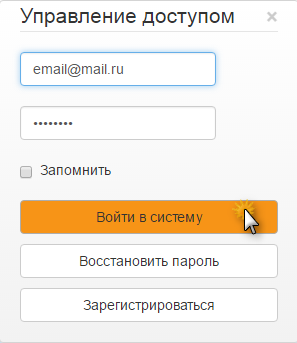 Управление доступом ×
email@mail.ru
••••••••
Запомнить
Войти в систему
Восстановить пароль
Зарегистрироваться